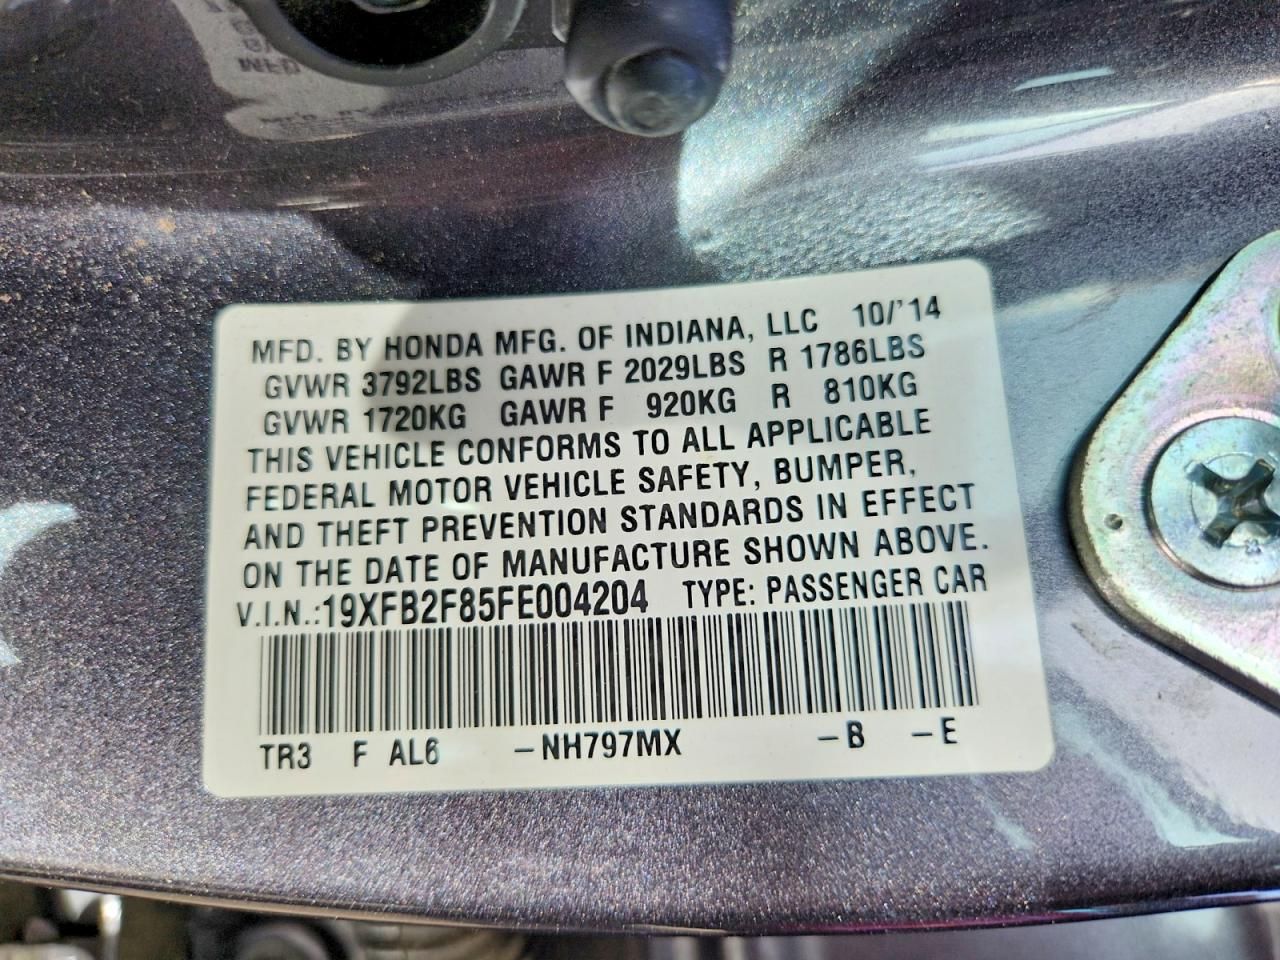 MFD. BY HONDA MFG. OF INDIANA, LLC 10/'14
GVWR 3792LBS GAWR F 2029LBS R 1786LBS
GVWR 1720KG GAWR F 920KG R 810KG
THIS VEHICLE CONFORMS TO ALL APPLICABLE
FEDERAL MOTOR VEHICLE SAFETY, BUMPER,
AND THEFT PREVENTION STANDARDS IN EFFECT
ON THE DATE OF MANUFACTURE SHOWN ABOVE.
V.I.N.:19XFB2F85FE004204 TYPE: PASSENGER CAR
TR3 F AL6 -NH797MX -B -E